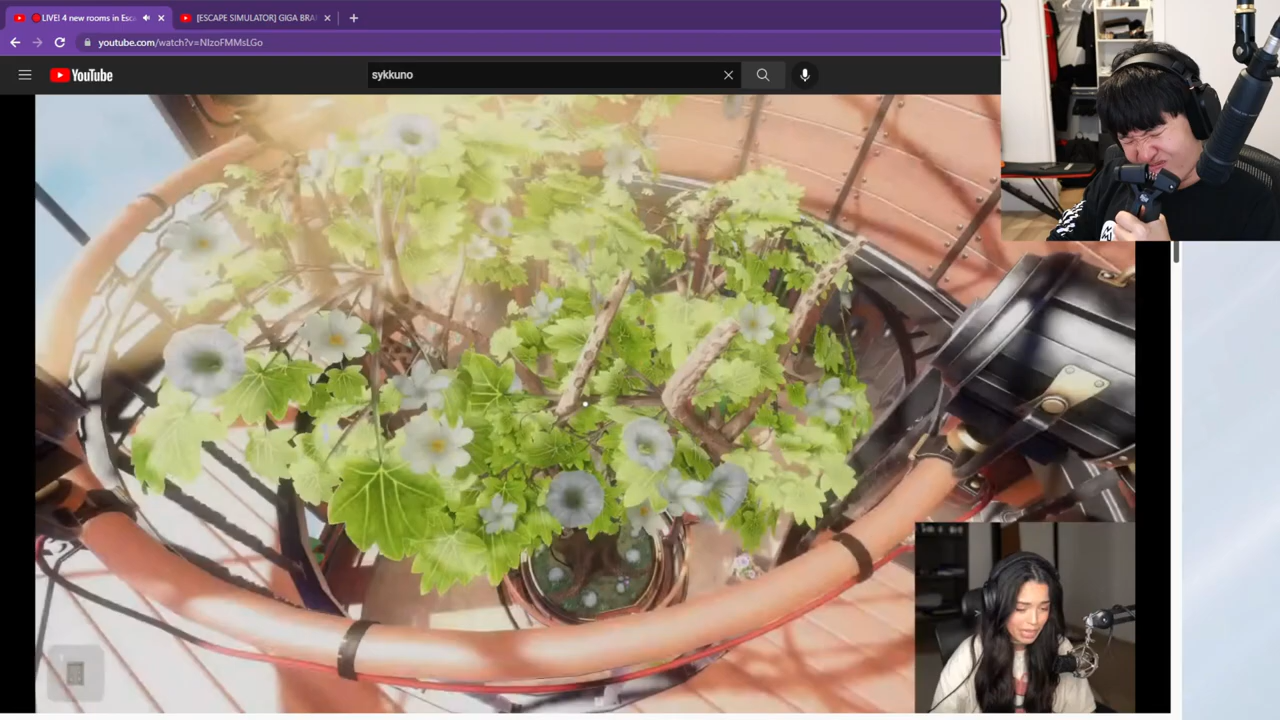 LIVE! 4 new rooms in Esc
[ESCAPE SIMULATOR] GIGA BRA
youtube.com/watch?v=NIzoFMMsLGo
YouTube
sykkuno